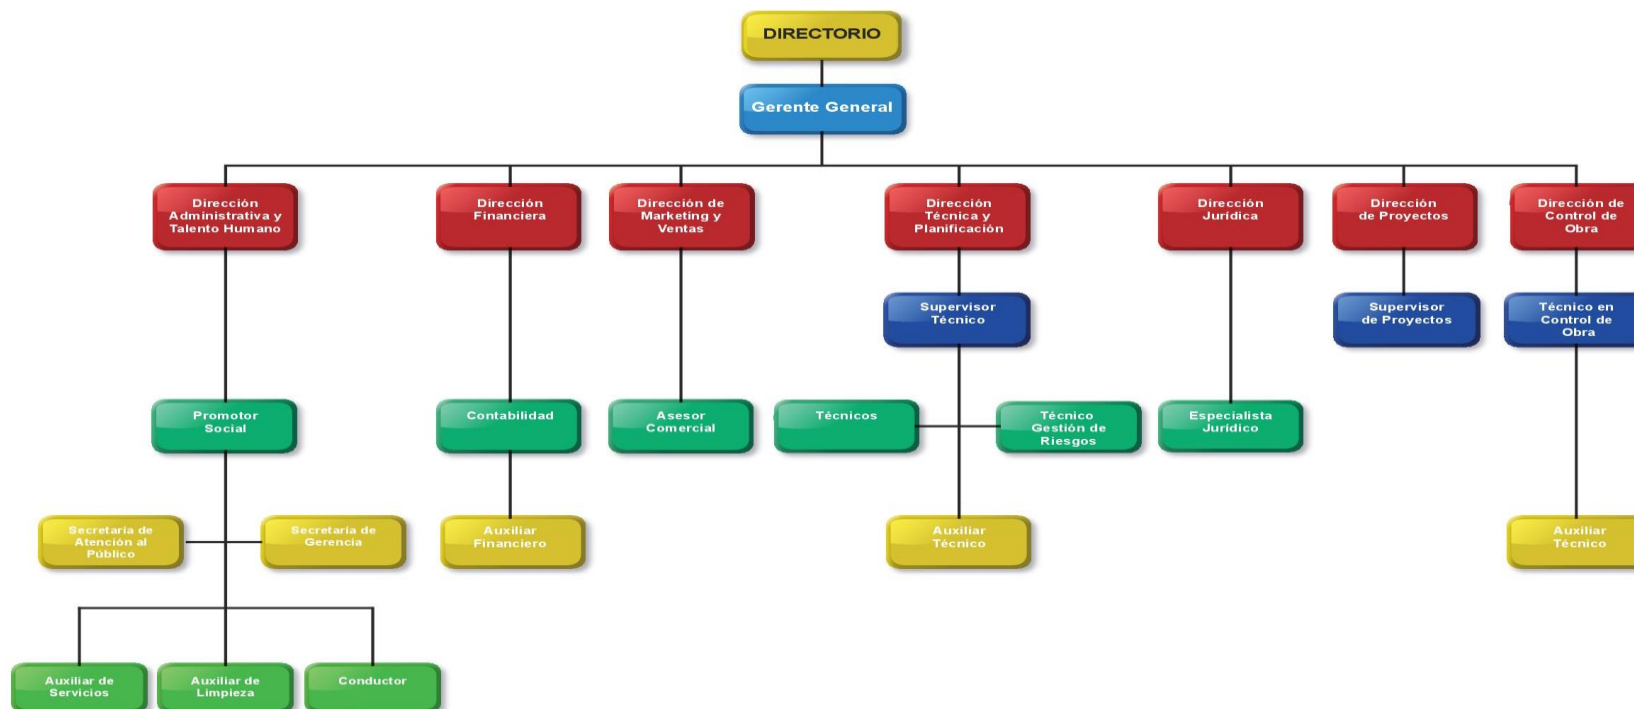 DIRECTORIO
Gerente General
Dirección
Administrativa y
Talento Humano
Dirección
Financiera
Dirección de
Marketing y
Ventas
Dirección
Técnica y
Planificación
Dirección
Jurídica
Dirección
de Proyectos
Dirección de
Control de
Obra
Supervisor
Técnico
Supervisor
de Proyectos
Técnico en
Control de
Obra
Promotor
Social
Contabilidad
Asesor
Comercial
Técnicos
Técnico
Gestión de
Riesgos
Especialista
Jurídico
Secretaría de
Atención al
Público
Secretaría de
Gerencia
Auxiliar
Financiero
Auxiliar
Técnico
Auxiliar
Técnico
Auxiliar de
Servicios
Auxiliar de
Limpieza
Conductor